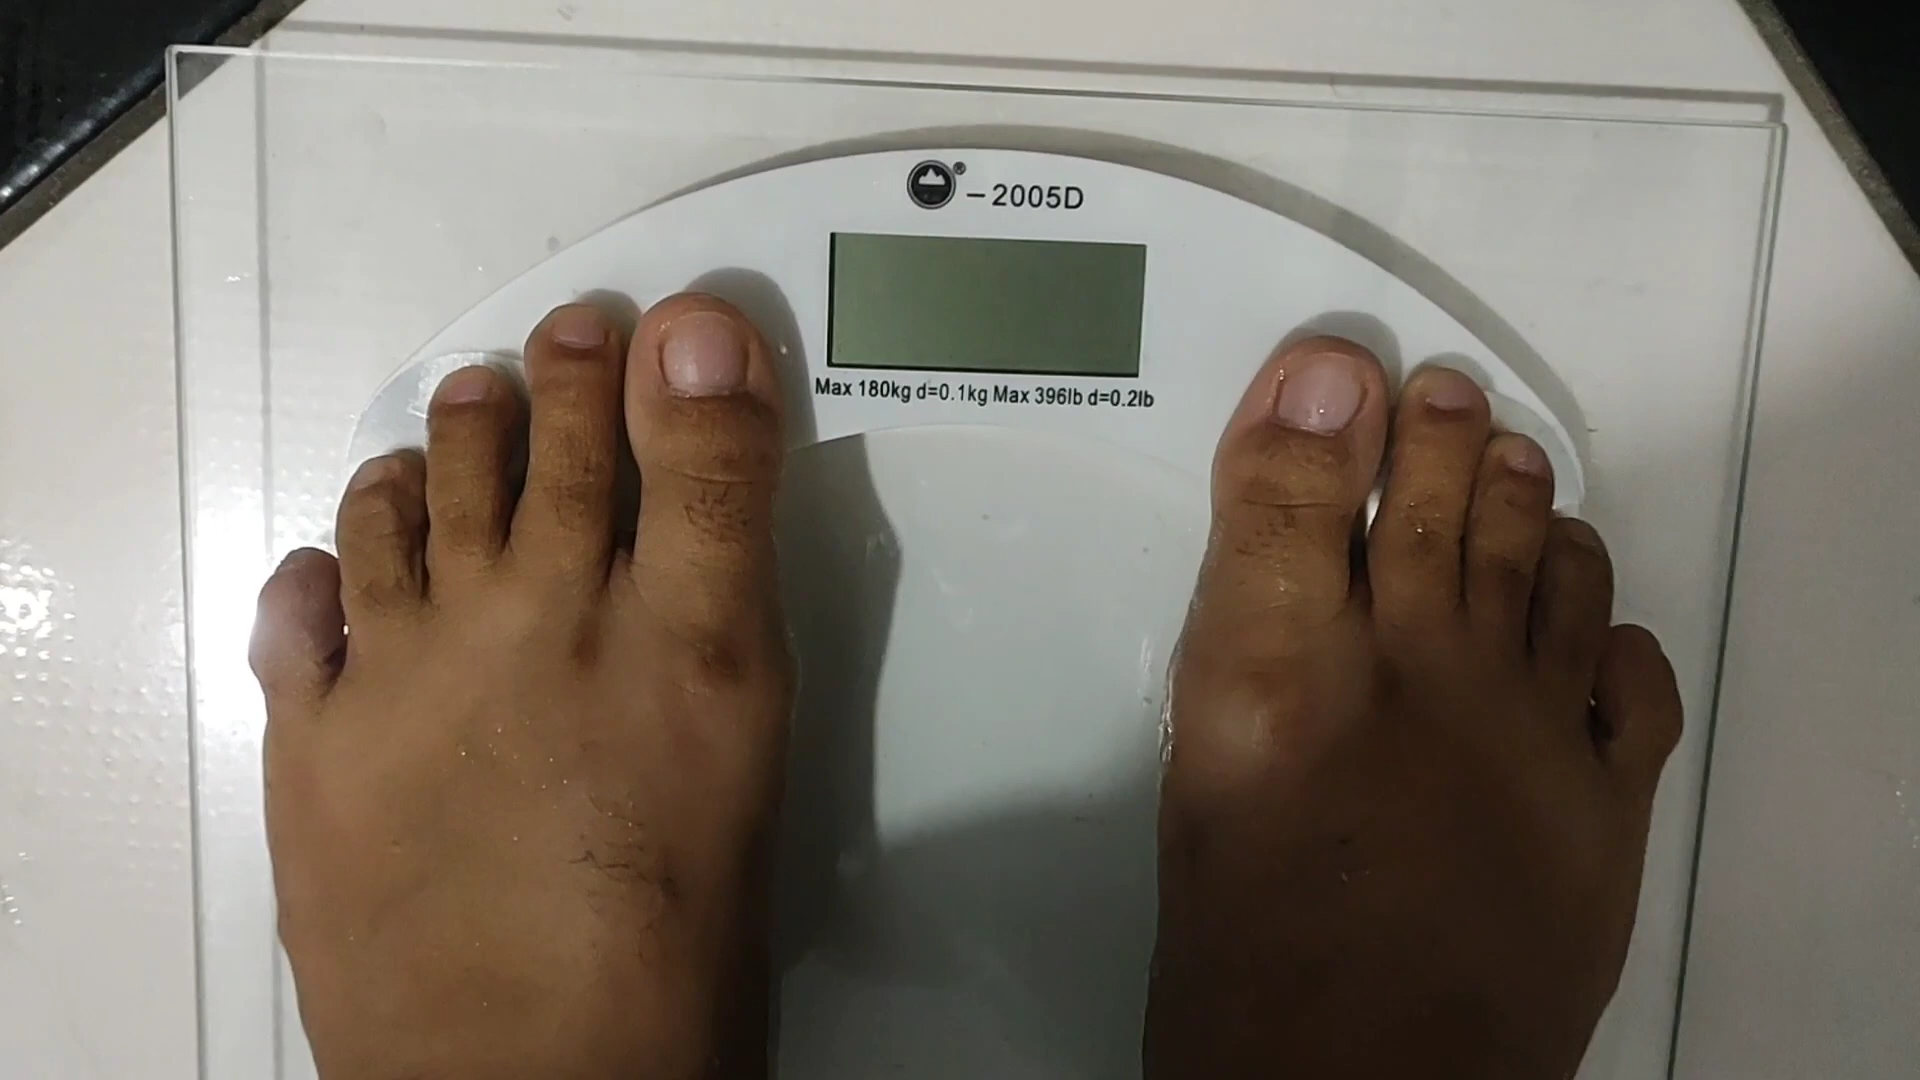 ® – 2005D
Max 180kg d=0.1kg Max 396lb d=0.2lb